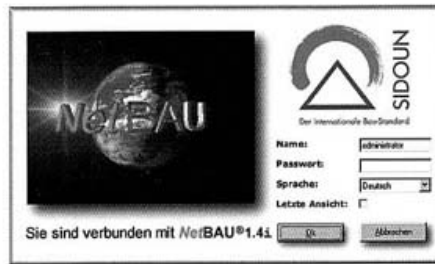 NetBAU
SIDOUN
Der internationale Bau-Standard
Name: administrator
Passwort:
Sprache: Deutsch
Letzte Ansicht:
Sie sind verbunden mit NetBAU®1.4i
Ok Abbrechen